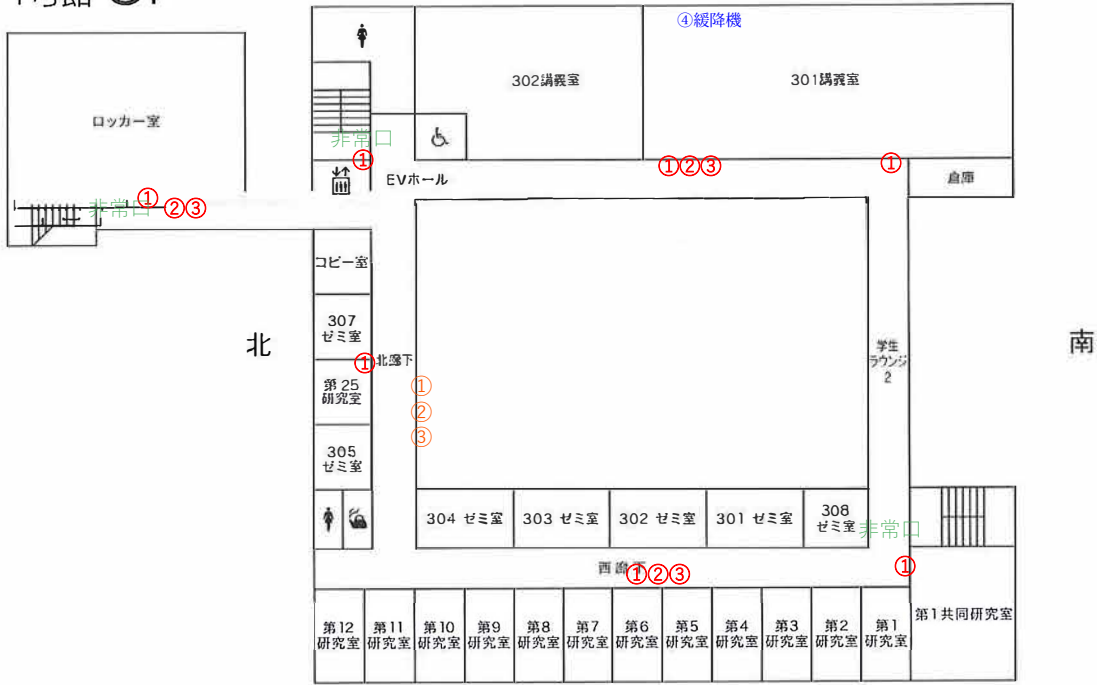 ④緩降機
302講義室
301講義室
ロッカー室
非常口
①
①②③
①
EVホール
倉庫
①
非常口
②③
コピー室
307
ゼミ室
北
南
①
北廊下
学生
ラウンジ
2
第25
研究室
①
②
③
305
ゼミ室
304 ゼミ室
303 ゼミ室
302 ゼミ室
301 ゼミ室
308
ゼミ室
非常口
西廊下
①②③
①
第12
研究室
第11
研究室
第10
研究室
第9
研究室
第8
研究室
第7
研究室
第6
研究室
第5
研究室
第4
研究室
第3
研究室
第2
研究室
第1
研究室
第1共同研究室